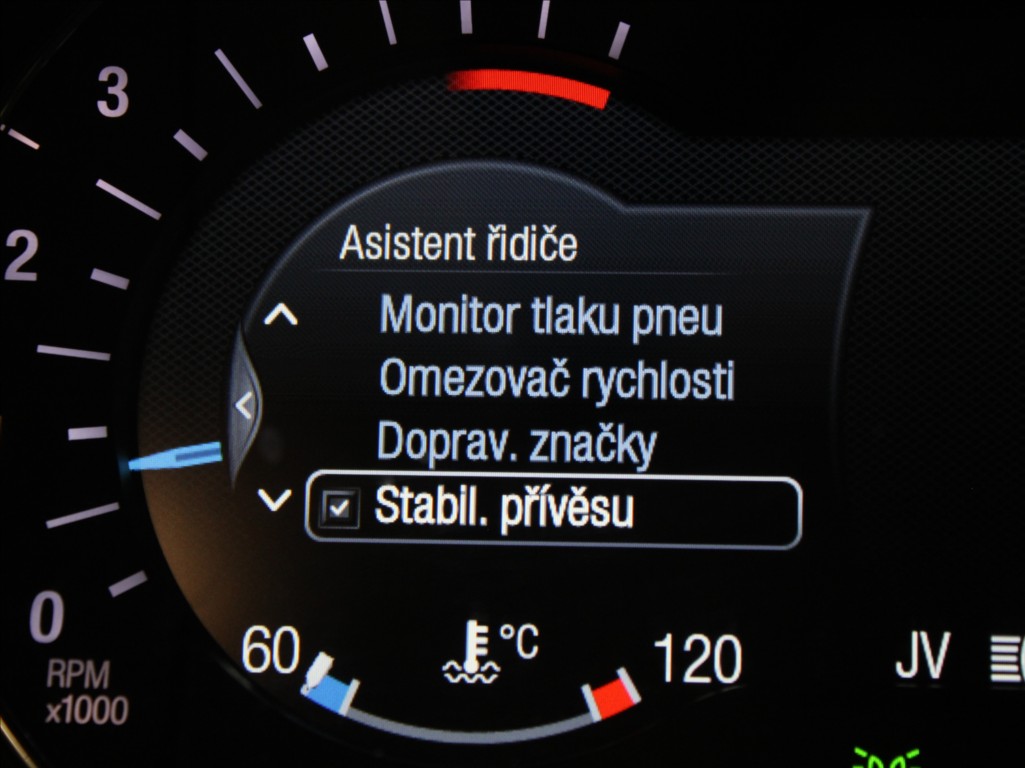 3
2
0
RPM
x1000
Asistent řidiče
Monitor tlaku pneu
Omezovač rychlosti
Doprav. značky
Stabil. přívěsu
60
°C
120
JV